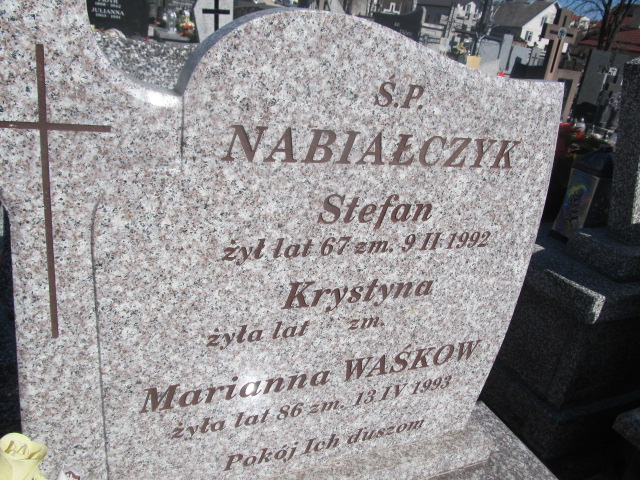 Ś.P.
NABIAŁCZYK
Stefan
żył lat 67 zm. 9 II 1992
Krystyna
żyła lat zm.
Marianna WAŚKOW
żyła lat 86 zm. 13 IV 1993
Pokój Ich duszom
JULIANNA